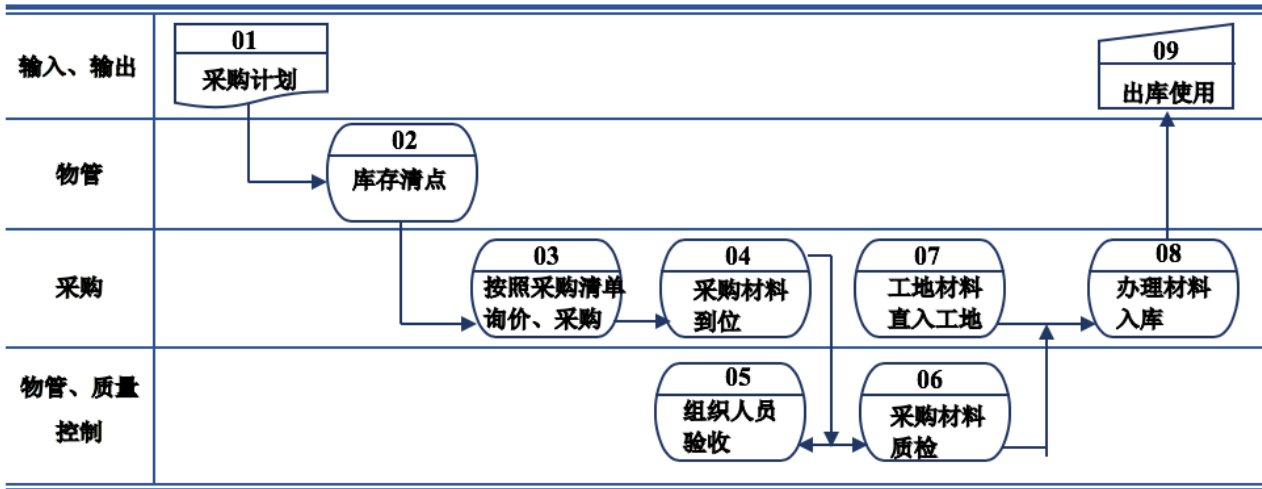 输入、输出
01
采购计划
09
出库使用
物管
02
库存清点
采购
03
按照采购清单
询价、采购
04
采购材料
到位
07
工地材料
直入工地
08
办理材料
入库
物管、质量
控制
05
组织人员
验收
06
采购材料
质检